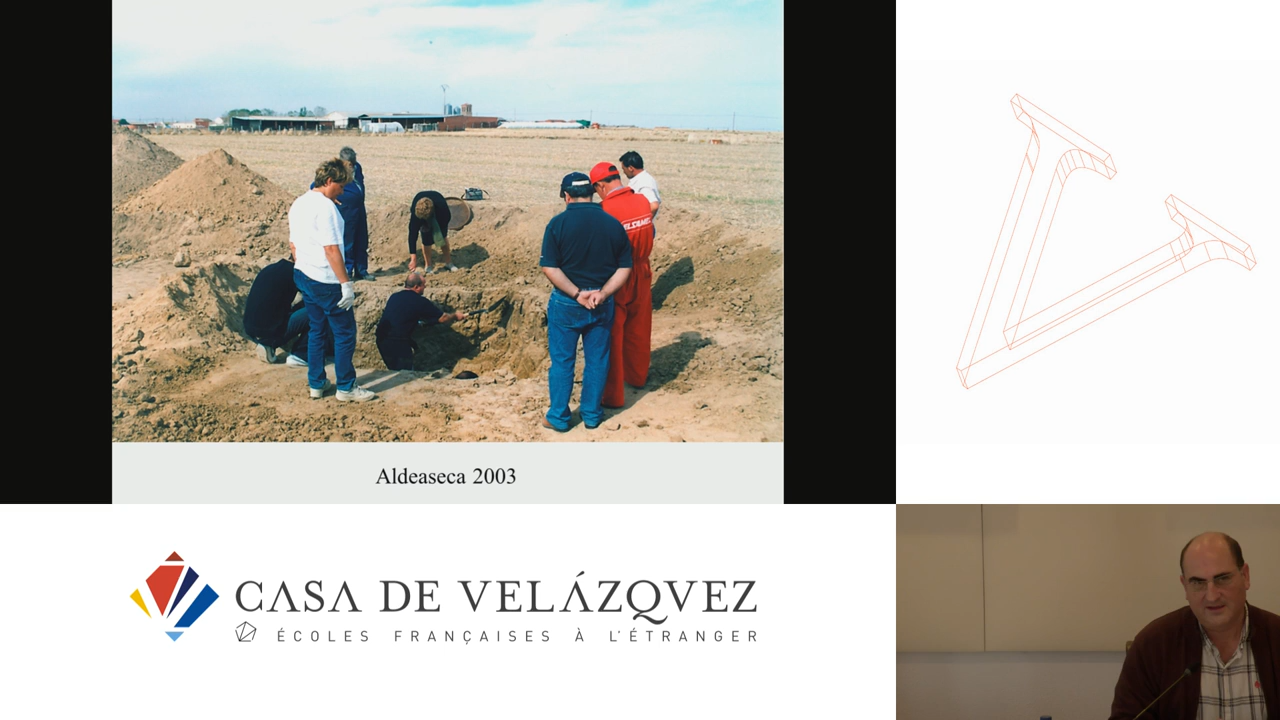 Aldeaseca 2003
CASA DE VELÁZQVEZ
ÉCOLES FRANÇAISES À L'ÉTRANGER